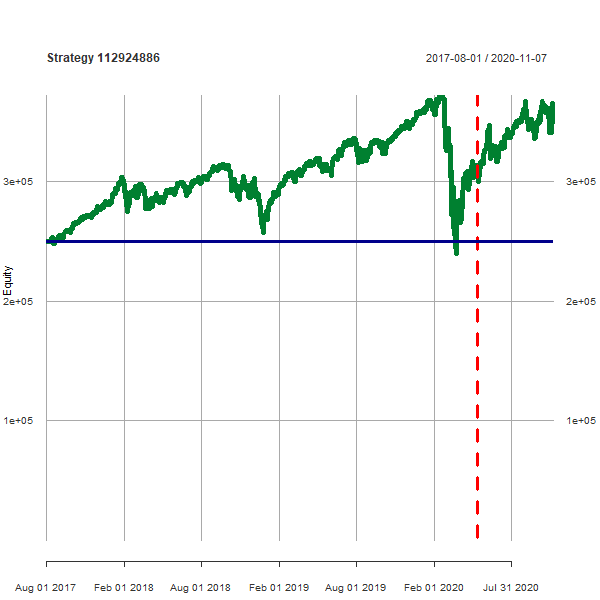 Strategy 112924886
2017-08-01 / 2020-11-07
3e+05
3e+05
Equity
2e+05
2e+05
1e+05
1e+05
Aug 01 2017
Feb 01 2018
Aug 01 2018
Feb 01 2019
Aug 01 2019
Feb 01 2020
Jul 31 2020